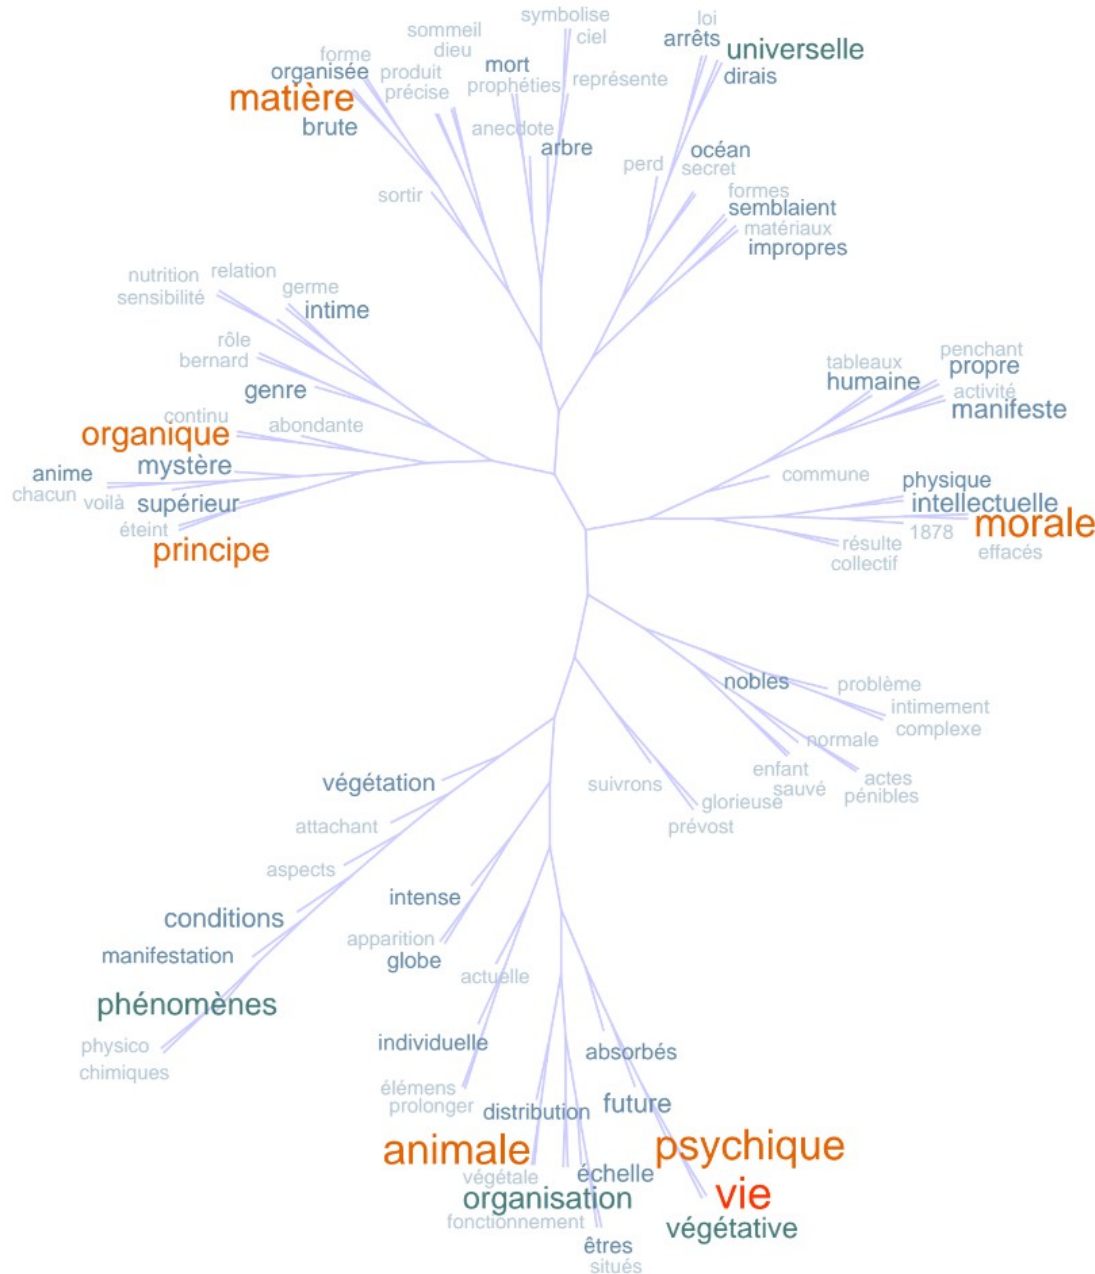 symbolise
ciel
loi
arrêts
universelle
dirais
sommeil
dieu
forme
organisée
produit
précise
mort
prophéties
représente
matière
brute
anecdote
arbre
perd
océan
secret
sortir
formes
semblaient
matériaux
impropres
nutrition
relation
sensibilité
germe
intime
rôle
bernard
genre
tableaux
humaine
penchant
propre
activité
manifeste
continu
organique
abondante
anime
mystère
chacun
voilà
supérieur
éteint
principe
commune
physique
intellectuelle
morale
1878
effacés
résulte
collectif
nobles
problème
intimement
complexe
normale
enfant
sauvé
actes
pénibles
suivrons
glorieuse
prévost
végétation
attachant
aspects
conditions
manifestation
phénomènes
physico
chimiques
intense
apparition
globe
actuelle
individuelle
absorbés
élémens
prolonger
distribution
future
animale
psychique
végétale
échelle
organisation
vie
fonctionnement
végétative
êtres
situés